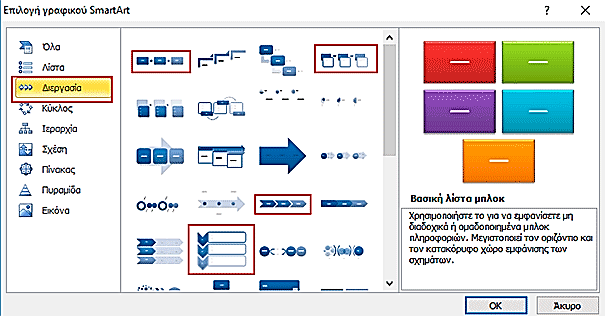 Επιλογή γραφικού SmartArt
Όλα
Λίστα
Διεργασία
Κύκλος
Ιεραρχία
Σχέση
Πίνακας
Πυραμίδα
Εικόνα
Βασική λίστα μπλοκ
Χρησιμοποιήστε το για να εμφανίσετε μη
διαδοχικά ή ομαδοποιημένα μπλοκ
πληροφοριών. Μεγιστοποιεί τον οριζόντιο και
τον κατακόρυφο χώρο εμφάνισης των
σχημάτων.
OK
Άκυρο